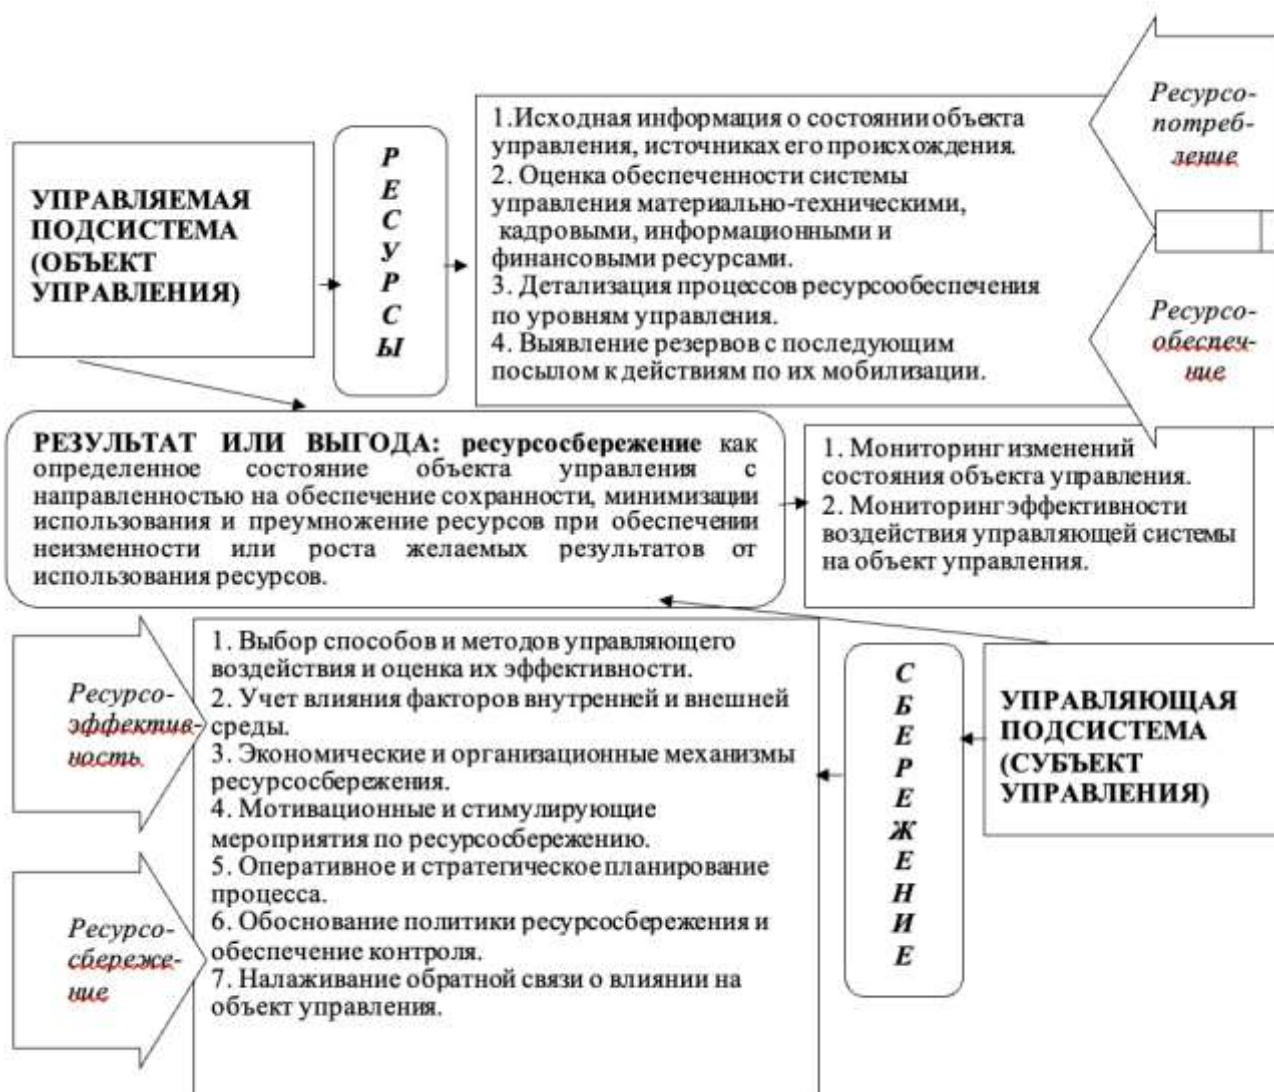 УПРАВЛЯЕМАЯ
ПОДСИСТЕМА
(ОБЪЕКТ
УПРАВЛЕНИЯ)
Р
Е
С
У
Р
С
Ы
1.Исходная информация о состоянии объекта
управления, источниках его происхождения.
2. Оценка обеспеченности системы
управления материально-техническими,
кадровыми, информационными и
финансовыми ресурсами.
3. Детализация процессов ресурсообеспечения
по уровням управления.
4. Выявление резервов с последующим
посылом к действиям по их мобилизации.
Ресурсо-
потреб-
ление
Ресурсо-
обеспеч-
ние
РЕЗУЛЬТАТ ИЛИ ВЫГОДА: ресурсосбережение как
определенное состояние объекта управления с
направленностью на обеспечение сохранности, минимизации
использования и преумножение ресурсов при обеспечении
неизменности или роста желаемых результатов от
использования ресурсов.
1. Мониторинг изменений
состояния объекта управления.
2. Мониторинг эффективности
воздействия управляющей системы
на объект управления.
Ресурсо-
эффектив-
ность
Ресурсо-
сбереже-
ние
1. Выбор способов и методов управляющего
воздействия и оценка их эффективности.
2. Учет влияния факторов внутренней и внешней
среды.
3. Экономические и организационные механизмы
ресурсосбережения.
4. Мотивационные и стимулирующие
мероприятия по ресурсосбережению.
5. Оперативное и стратегическое планирование
процесса.
6. Обоснование политики ресурсосбережения и
обеспечение контроля.
7. Налаживание обратной связи о влиянии на
объект управления.
С
Б
Е
Р
Е
Ж
Е
Н
И
Е
УПРАВЛЯЮЩАЯ
ПОДСИСТЕМА
(СУБЪЕКТ
УПРАВЛЕНИЯ)